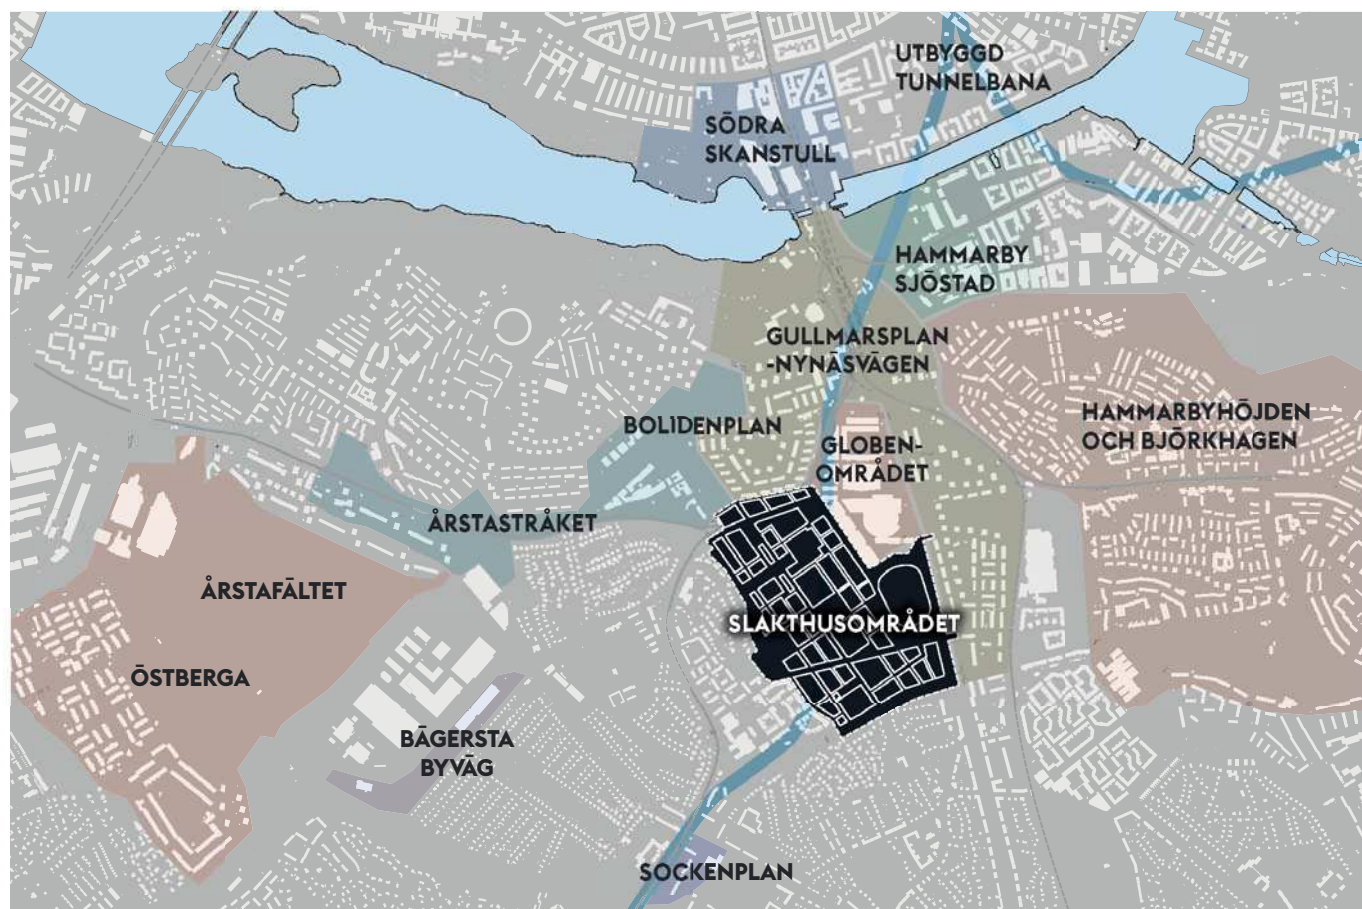 UTBYGGD
TUNNELBANA
SÖDRA
SKANSTULL
HAMMARBY
SJÖSTAD
GULLMARSPLAN
-NYNÄSVÄGEN
HAMMARBYHÖJDEN
OCH BJÖRKHAGEN
BOLIDENPLAN
GLOBEN-
OMRÅDET
ÅRSTASTRÅKET
ÅRSTAFÄLTET
SLAKTHUSOMRÅDET
ÖSTBERGA
BÄGERSTA
BYVÄG
SOCKENPLAN